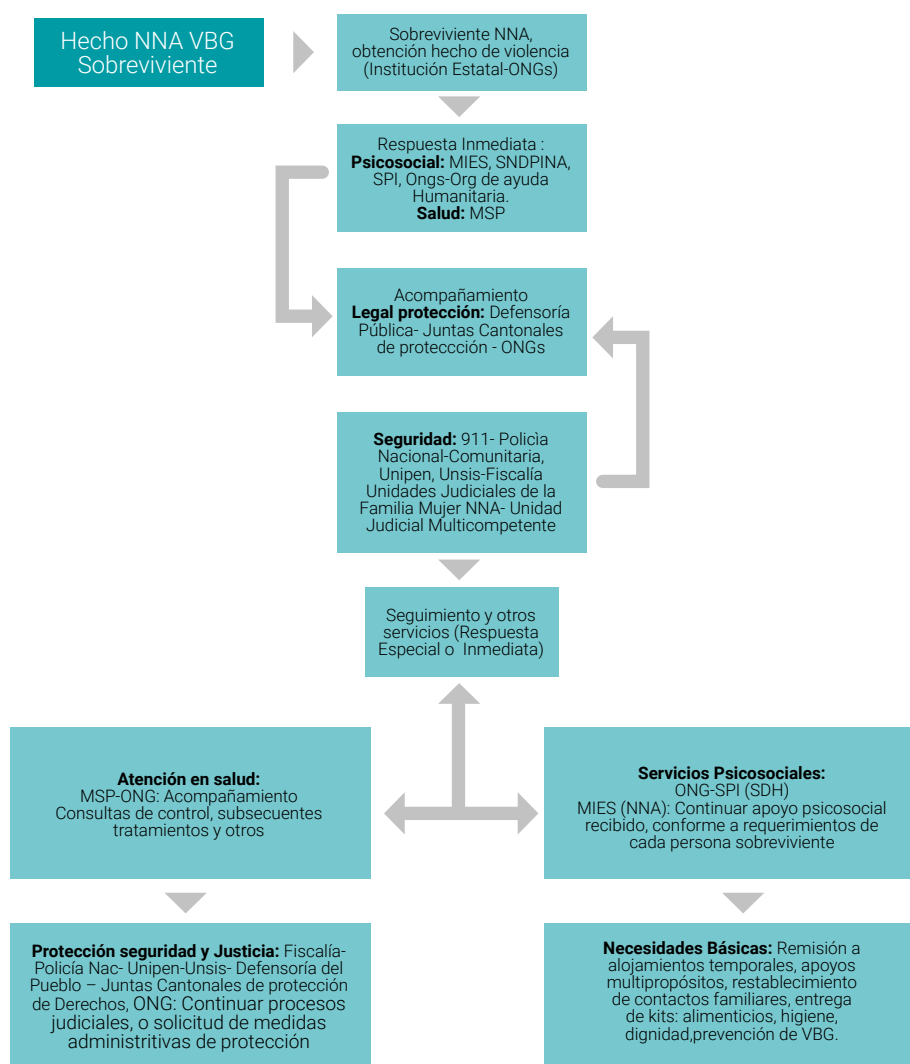 Hecho NNA VBG
Sobreviviente
Sobreviviente NNA,
obtención hecho de violencia
(Institución Estatal-ONGs)
Respuesta Inmediata :
Psicosocial: MIES, SNDPINA,
SPI, Ongs-Org de ayuda
Humanitaria.
Salud: MSP
Acompañamiento
Legal protección: Defensoría
Pública- Juntas Cantonales
de proteccción - ONGs
Seguridad: 911- Policìa
Nacional-Comunitaria,
Unipen, Unsis-Fiscalía
Unidades Judiciales de la
Familia Mujer NNA- Unidad
Judicial Multicompetente
Seguimiento y otros
servicios (Respuesta
Especial o Inmediata)
Atención en salud:
MSP-ONG: Acompañamiento
Consultas de control, subsecuentes
tratamientos y otros
Servicios Psicosociales:
ONG-SPI (SDH)
MIES (NNA): Continuar apoyo psicosocial
recibido, conforme a requerimientos de
cada persona sobreviviente
Protección seguridad y Justicia: Fiscalía-
Policía Nac- Unipen-Unsis- Defensoría del
Pueblo – Juntas Cantonales de protección
de Derechos, ONG: Continuar procesos
judiciales, o solicitud de medidas
administritivas de protección
Necesidades Básicas: Remisión a
alojamientos temporales, apoyos
multipropósitos, restablecimiento
de contactos familiares, entrega
de kits: alimenticios, higiene,
dignidad,prevención de VBG.